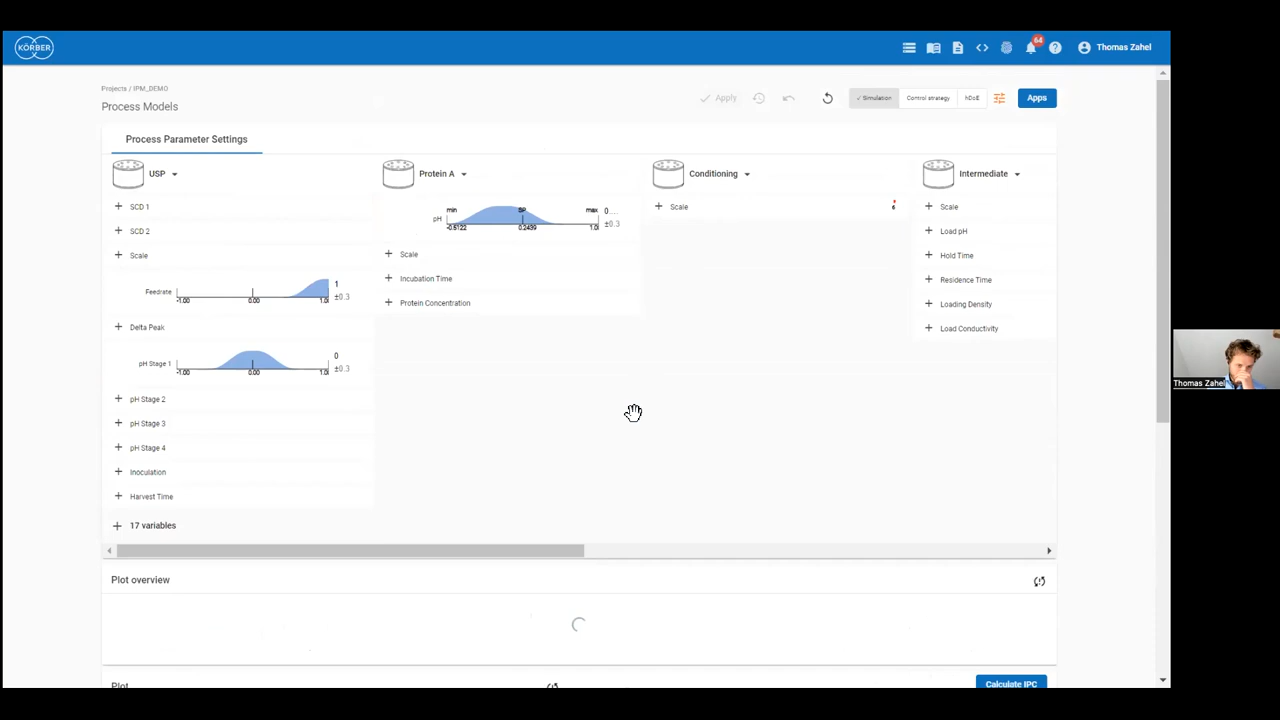 KÖRBER
64
Thomas Zahel
Projects / IPM_DEMO
Process Models
Apply
✓ Simulation
Control strategy
hDoE
Apps
Process Parameter Settings
USP
Protein A
Conditioning
Intermediate
SCD 1
SCD 2
Scale
Feedrate
-1.00 0.00 1.0
1
±0.3
Delta Peak
pH Stage 1
-1.00 0.00 1.0
0
±0.3
pH Stage 2
pH Stage 3
pH Stage 4
Inoculation
Harvest Time
17 variables
pH
min SP max
-0.5122 0.2439 1.0
0....
±0.3
Scale
Incubation Time
Protein Concentration
Scale
Scale
Load pH
Hold Time
Residence Time
Loading Density
Load Conductivity
Plot overview
Plot
Calculate IPC
Thomas Zahel